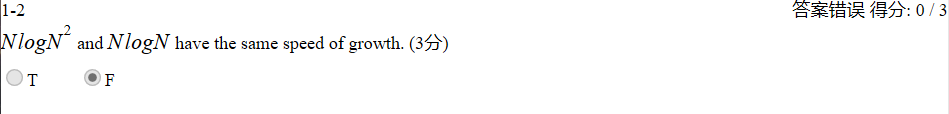 1-2 答案错误 得分: 0 / 3
NlogN² and NlogN have the same speed of growth. (3分)
T F